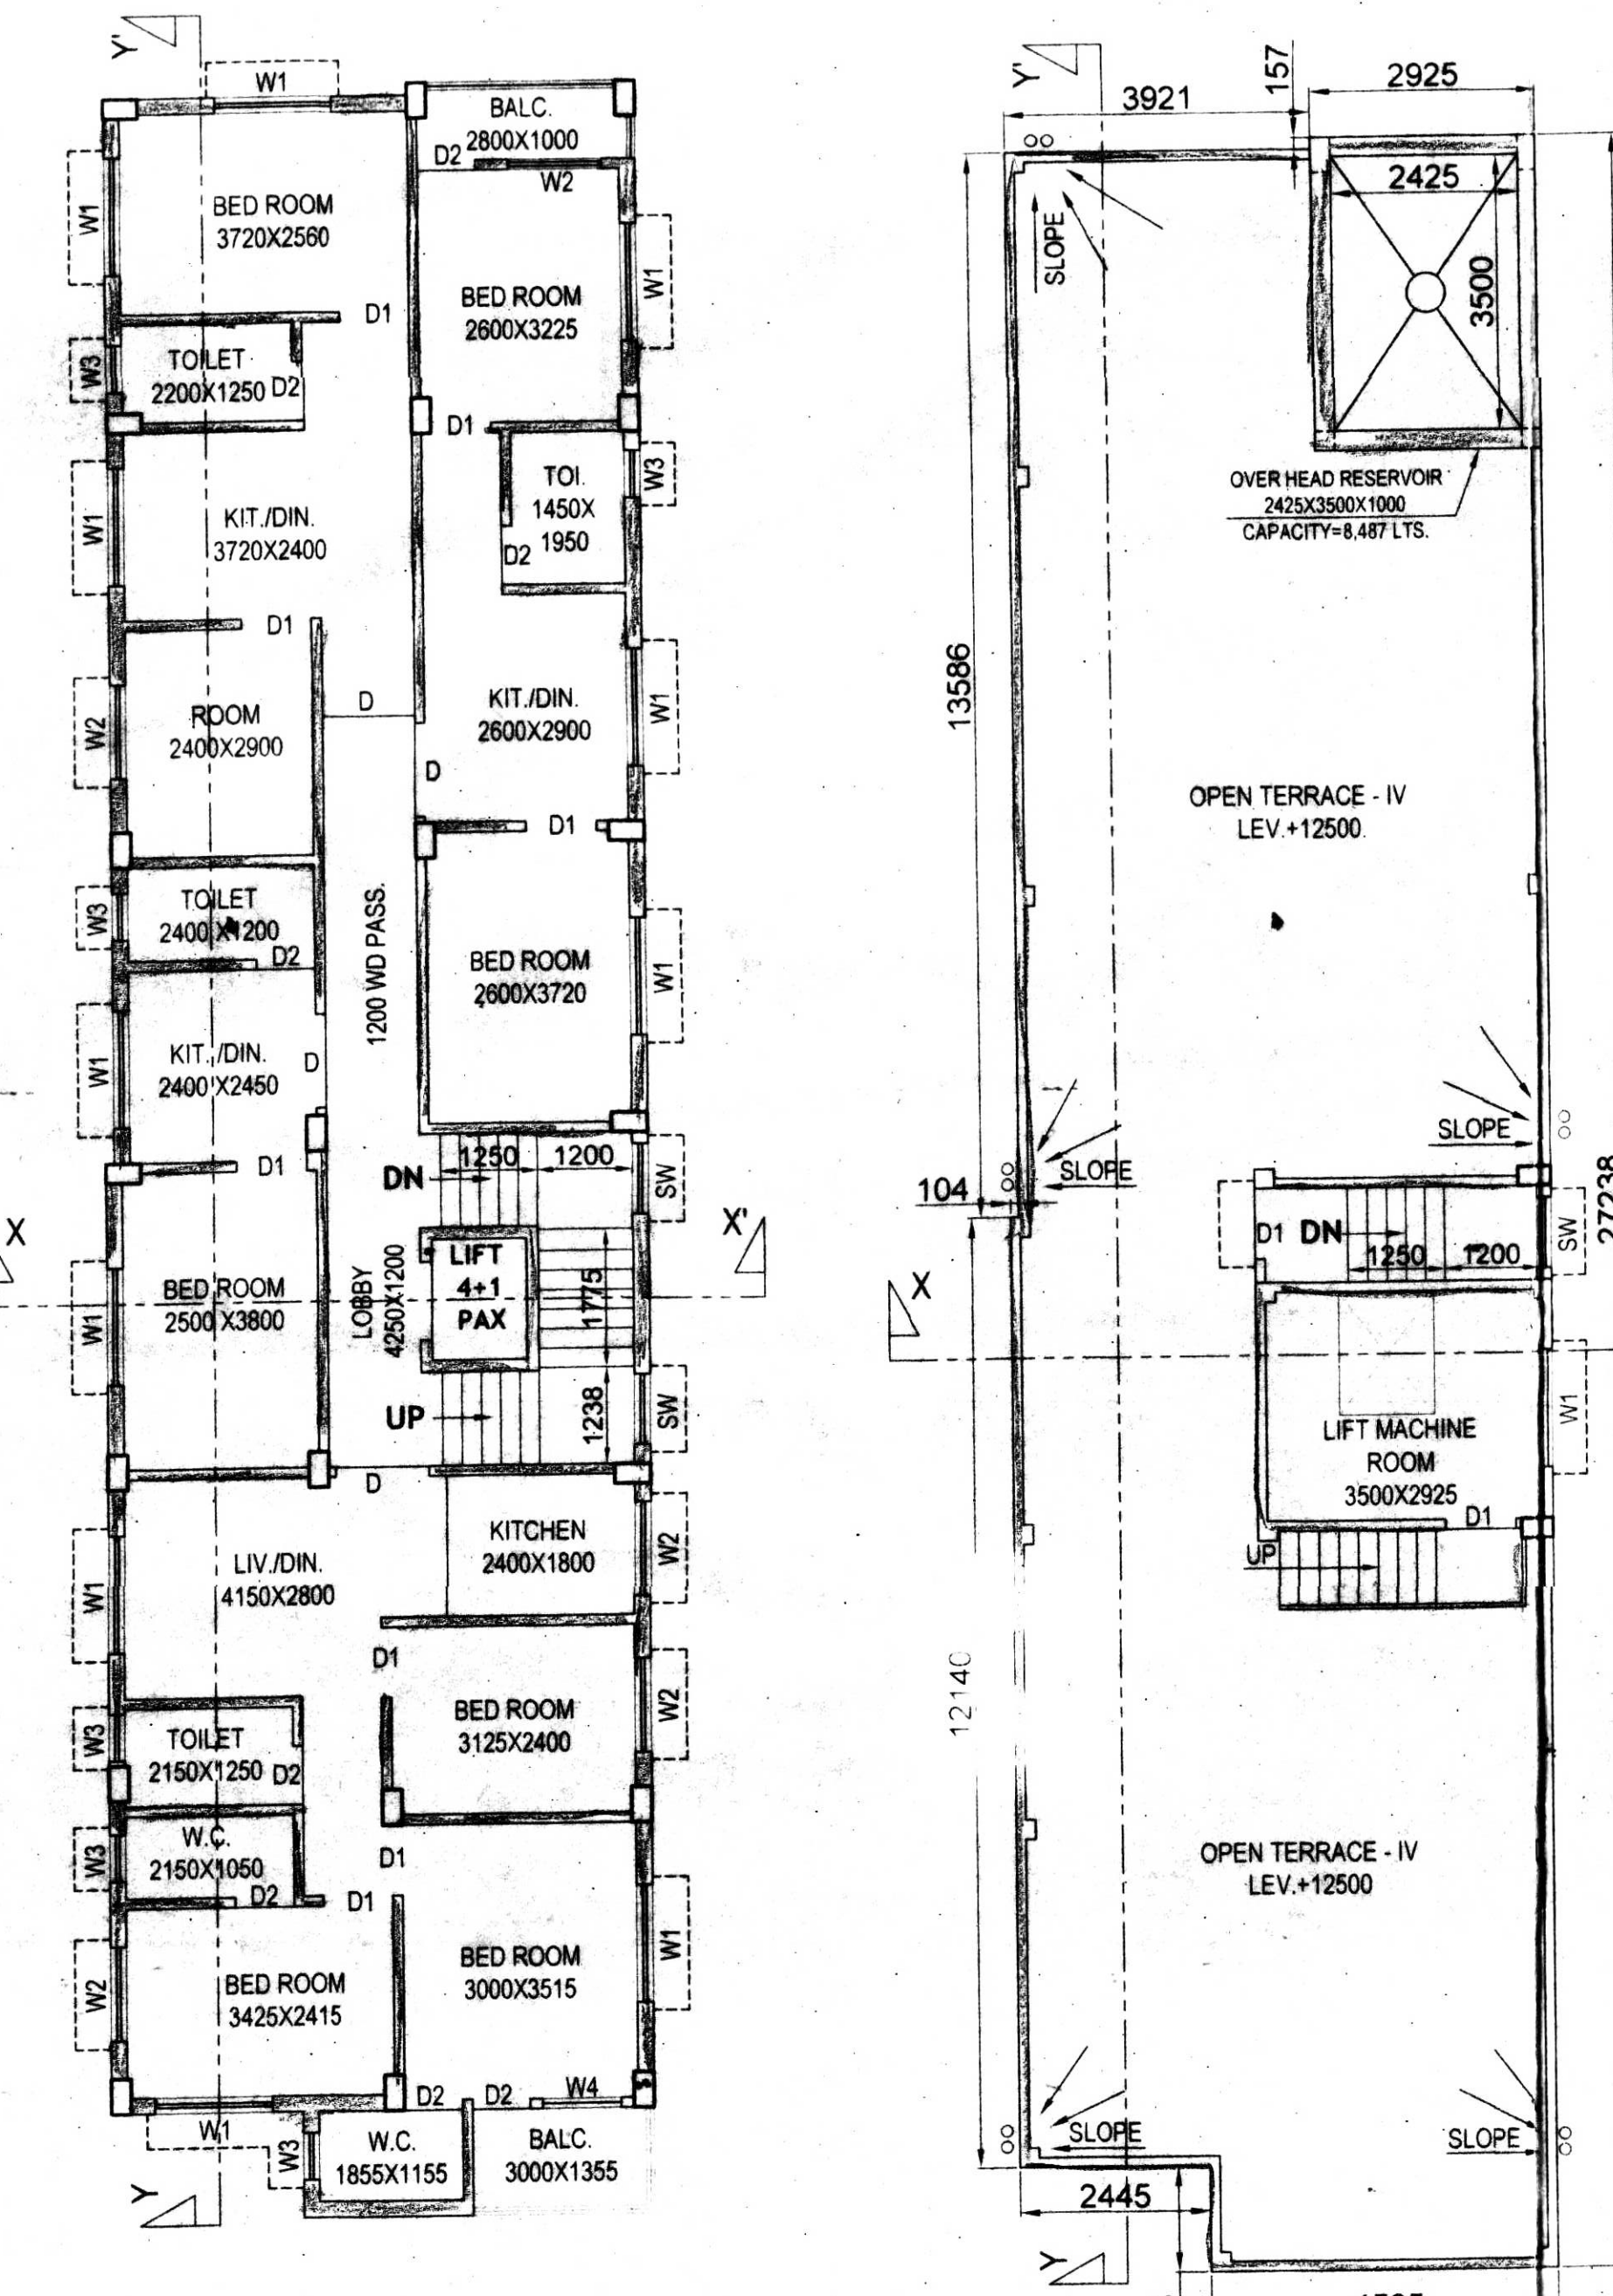 Y'
W1
BALC.
2800X1000
D2
W2
W1
BED ROOM
3720X2560
BED ROOM
2600X3225
W1
D1
W3
TOILET
2200X1250
D2
D1
TOI.
1450X
1950
W3
D2
W1
KIT./DIN.
3720X2400
D1
W2
ROOM
2400X2900
D
KIT./DIN.
2600X2900
W1
D
D1
W3
TOILET
2400X1200
D2
1200 WD PASS.
BED ROOM
2600X3720
W1
W1
KIT./DIN.
2400X2450
D
D1
DN
1250
1200
SW
X
X'
W1
BED ROOM
2500X3800
LOBBY
4250X1200
LIFT
4+1
PAX
1775
UP
1238
SW
D
W1
LIV./DIN.
4150X2800
KITCHEN
2400X1800
W2
D1
BED ROOM
3125X2400
W2
W3
TOILET
2150X1250
D2
W3
W.C.
2150X1050
D2
D1
D1
W2
BED ROOM
3425X2415
BED ROOM
3000X3515
W1
D2
D2
W4
W1
W3
W.C.
1855X1155
BALC.
3000X1355
Y
Y'
3921
157
2925
2425
SLOPE
3500
OVER HEAD RESERVOIR
2425X3500X1000
CAPACITY=8,487 LTS.
13586
OPEN TERRACE - IV
LEV.+12500
SLOPE
SLOPE
104
27238
D1
DN
1250
1200
SW
X
LIFT MACHINE
ROOM
3500X2925
W1
D1
UP
12140
OPEN TERRACE - IV
LEV.+12500
SLOPE
SLOPE
2445
Y